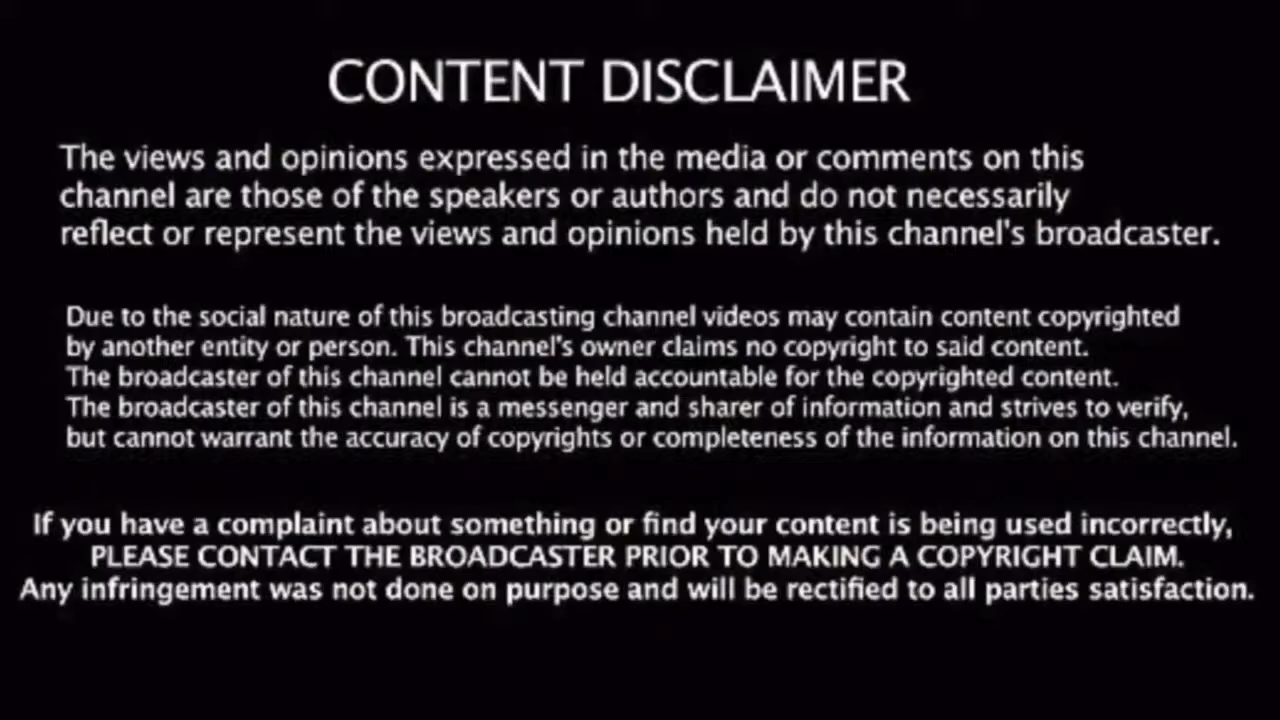 CONTENT DISCLAIMER
The views and opinions expressed in the media or comments on this
channel are those of the speakers or authors and do not necessarily
reflect or represent the views and opinions held by this channel's broadcaster.
Due to the social nature of this broadcasting channel videos may contain content copyrighted
by another entity or person. This channel's owner claims no copyright to said content.
The broadcaster of this channel cannot be held accountable for the copyrighted content.
The broadcaster of this channel is a messenger and sharer of information and strives to verify,
but cannot warrant the accuracy of copyrights or completeness of the information on this channel.
If you have a complaint about something or find your content is being used incorrectly,
PLEASE CONTACT THE BROADCASTER PRIOR TO MAKING A COPYRIGHT CLAIM.
Any infringement was not done on purpose and will be rectified to all parties satisfaction.